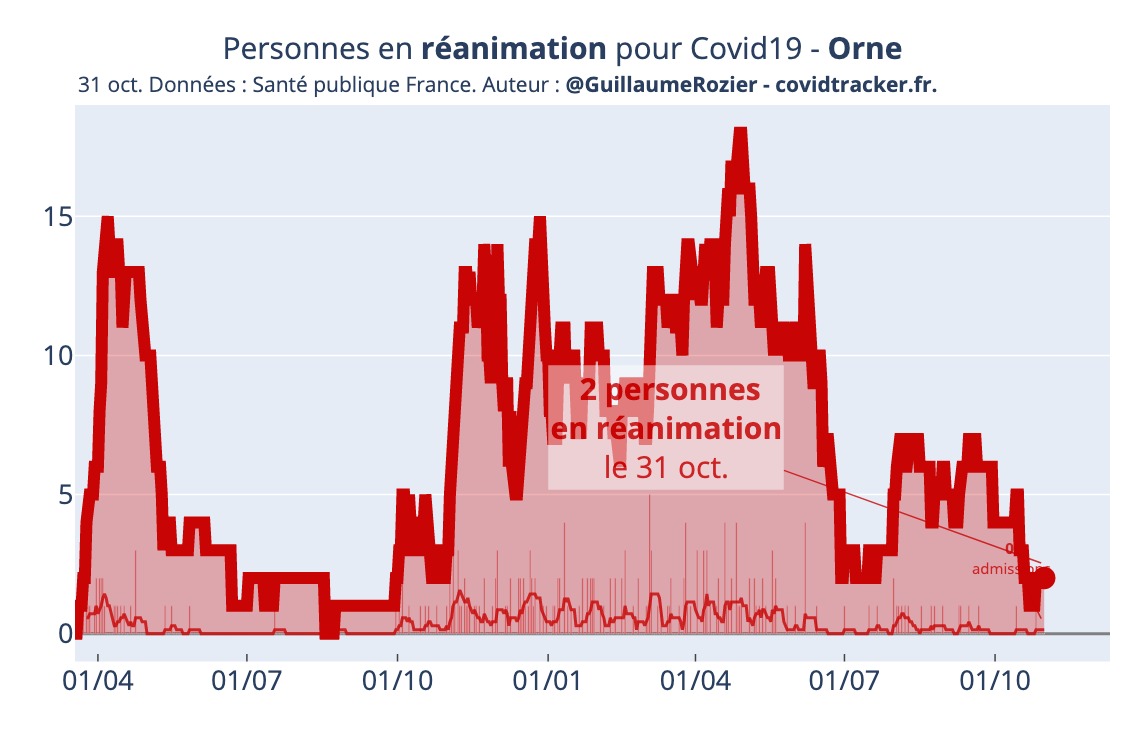 Personnes en réanimation pour Covid19 - Orne
31 oct. Données : Santé publique France. Auteur : @GuillaumeRozier - covidtracker.fr.
15
10
5
0
2 personnes
en réanimation
le 31 oct.
0
admissions
01/04
01/07
01/10
01/01
01/04
01/07
01/10